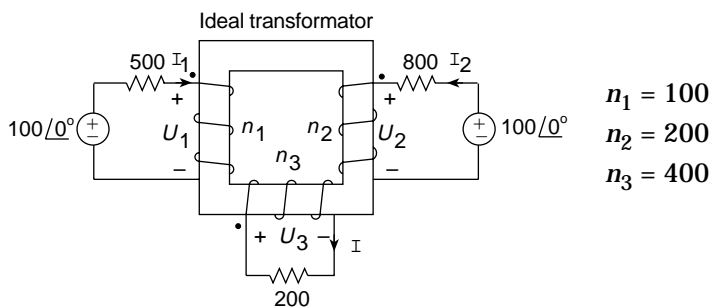 Ideal transformator
500 I1
I2 800
+
+
100/0°
+
−
U1
n1
n2
U2
+
−
100/0°
n3
−
−
+ U3 −
I
200
n1 = 100
n2 = 200
n3 = 400